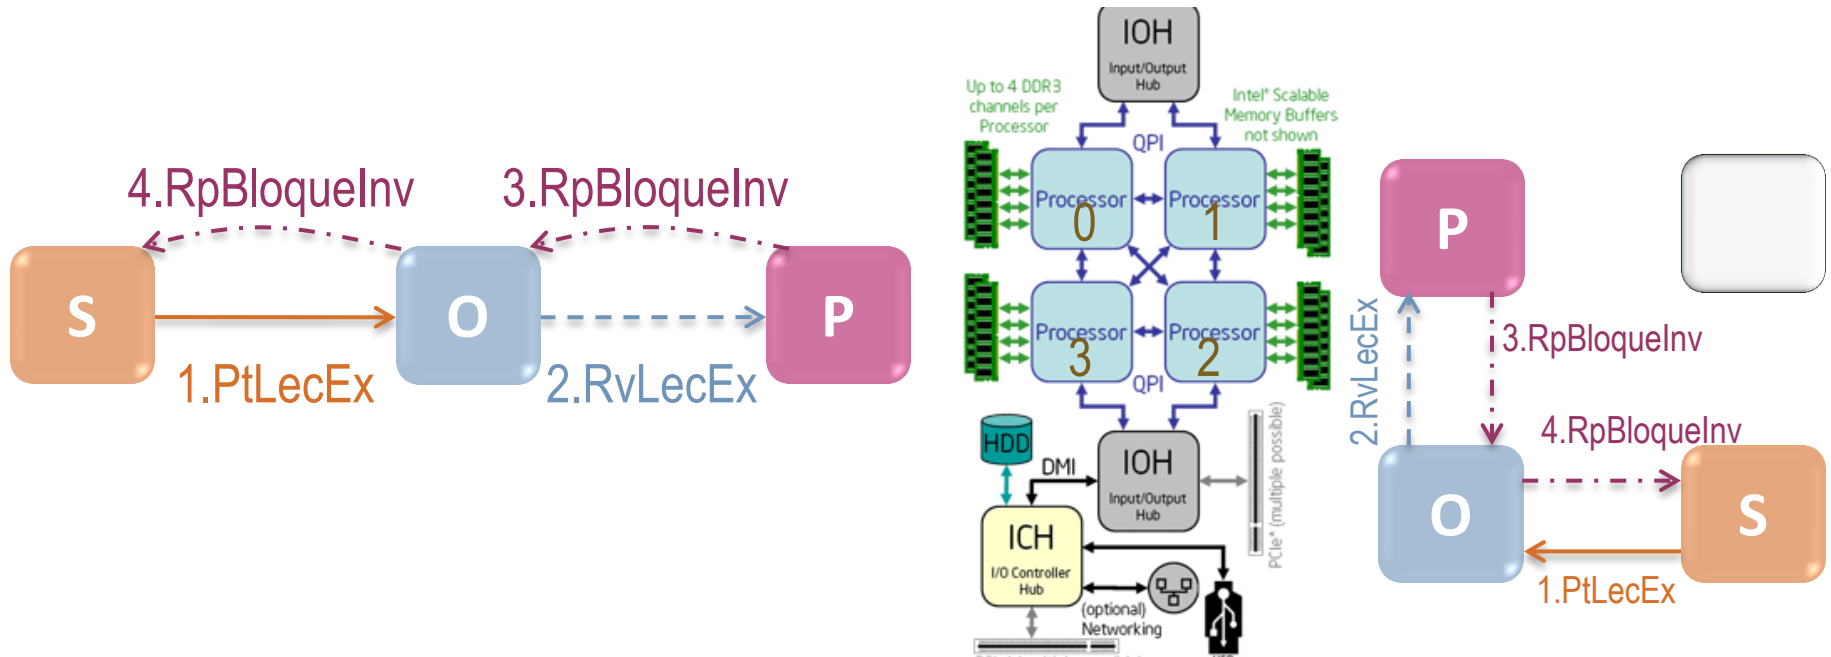 4.RpBloqueInv
3.RpBloqueInv
S
O
P
1.PtLecEx
2.RvLecEx
IOH
Input/Output
Hub
Up to 4 DDR3
channels per
Processor
Intel® Scalable
Memory Buffers
not shown
QPI
Processor
0
Processor
1
Processor
3
Processor
2
QPI
HDD
DMI
IOH
Input/Output
Hub
PCIe* (multiple possible)
ICH
I/O Controller
Hub
(optional)
Networking
P
2.RvLecEx
3.RpBloqueInv
4.RpBloqueInv
O
S
1.PtLecEx